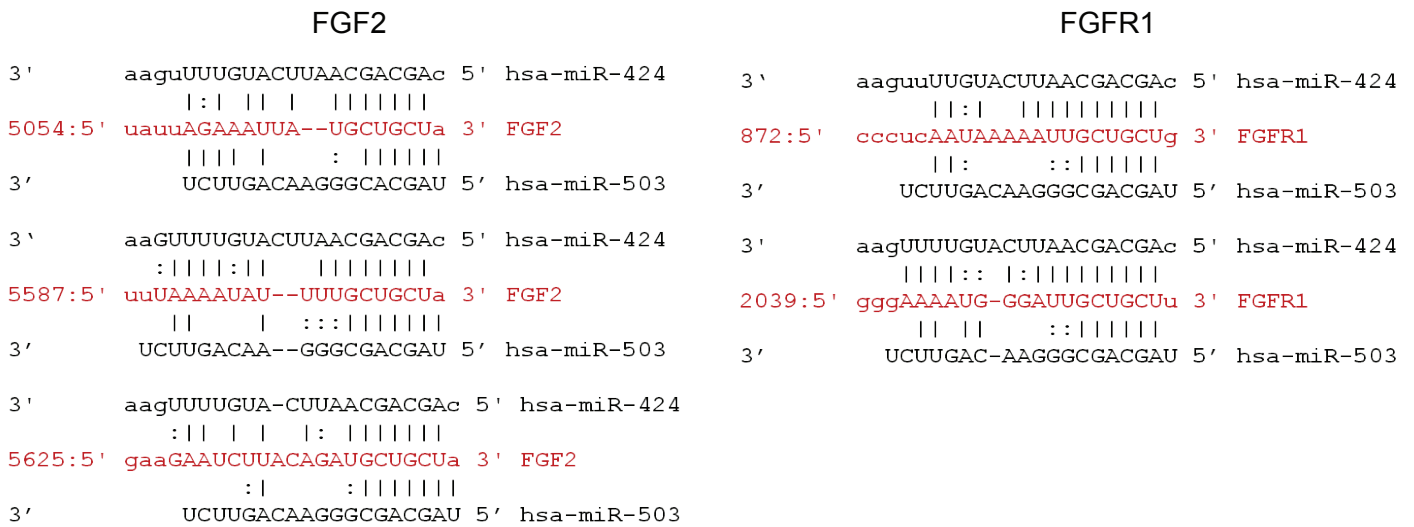 FGF2
3' aaguUUUGUACUUAACGACGAc 5' hsa-miR-424
|:| || | |||||||
5054:5' uauuAGAAAUUA--UGCUGCUa 3' FGF2
|||| | : ||||||
3′ UCUUGACAAGGGCACGAU 5′ hsa-miR-503
3‘ aaGUUUUGUACUUAACGACGAc 5' hsa-miR-424
:||||:|| |||||||
5587:5' uuUAAAAUAU--UUUGCUGCUa 3' FGF2
|| | :::|||||||
3′ UCUUGACAA--GGGCGACGAU 5′ hsa-miR-503
3' aagUUUUGUA-CUUAACGACGAc 5' hsa-miR-424
:|| | | |: |||||||
5625:5' gaaGAAUCUUACAGAUGCUGCUa 3' FGF2
:| :|||||||
3′ UCUUGACAAGGGCGACGAU 5′ hsa-miR-503
FGFR1
3‘ aaguuUUGUACUUAACGACGAc 5' hsa-miR-424
||:| ||||||||||
872:5' cccucAAUAAAAAUUGCUGCUg 3' FGFR1
||: ::||||||
3′ UCUUGACAAGGGCGACGAU 5′ hsa-miR-503
3' aagUUUUGUACUUAACGACGAc 5' hsa-miR-424
||||:: |:|||||||||
2039:5' gggAAAAUG-GGAUUGCUGCUu 3' FGFR1
|| || ::||||||
3′ UCUUGAC-AAGGGCGACGAU 5′ hsa-miR-503